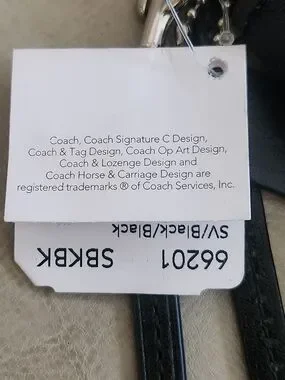 Coach, Coach Signature C Design,
Coach & Tag Design, Coach Op Art Design,
Coach & Lozenge Design and
Coach Horse & Carriage Design are
registered trademarks ® of Coach Services, Inc.
66201 SBKBK
SV/Black/Black